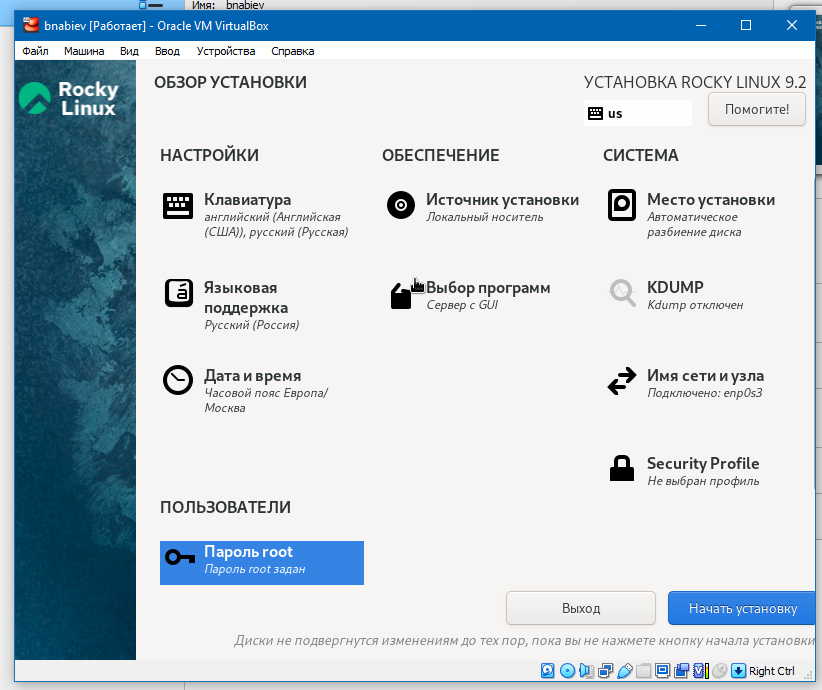 Имя: bnabiev
bnabiev [Работает] - Oracle VM VirtualBox
Файл Машина Вид Ввод Устройства Справка
Rocky
Linux
ОБЗОР УСТАНОВКИ
УСТАНОВКА ROCKY LINUX 9.2
us
Помогите!
НАСТРОЙКИ
Клавиатура
английский (Английская
(США)), русский (Русская)
Языковая
поддержка
Русский (Россия)
Дата и время
Часовой пояс Европа/
Москва
ОБЕСПЕЧЕНИЕ
Источник установки
Локальный носитель
Выбор программ
Сервер с GUI
СИСТЕМА
Место установки
Автоматическое
разбиение диска
KDUMP
Kdump отключен
Имя сети и узла
Подключено: enp0s3
Security Profile
Не выбран профиль
ПОЛЬЗОВАТЕЛИ
Пароль root
Пароль root задан
Выход
Начать установку
Диски не подвергнутся изменениям до тех пор, пока вы не нажмете кнопку начала установки
Right Ctrl